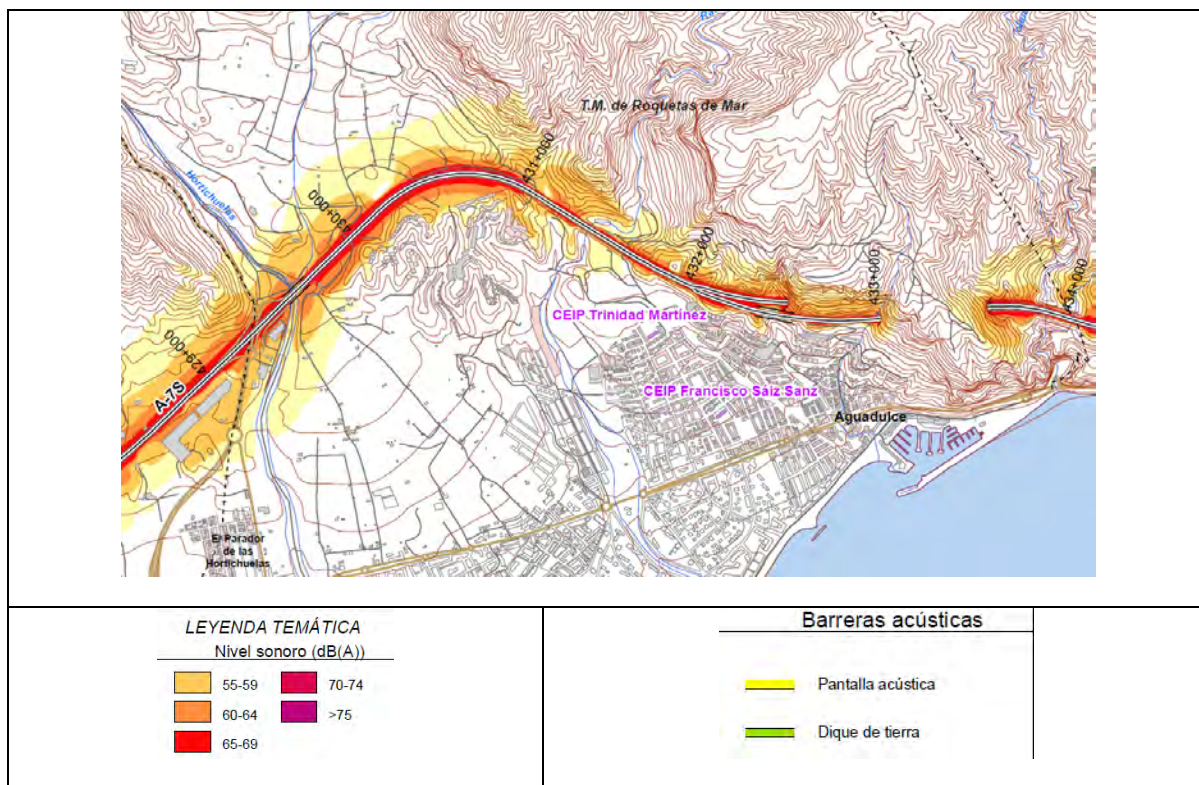 T.M. de Roquetas de Mar
Hortichuelas
431+000
430+000
432+000
433+000
434+000
CEIP Trinidad Martínez
429+000
A-7S
CEIP Francisco Sáiz Sanz
Aguadulce
El Parador
de las
Hortichuelas
LEYENDA TEMÁTICA
Nivel sonoro (dB(A))
55-59
70-74
60-64
>75
65-69
Barreras acústicas
Pantalla acústica
Dique de tierra